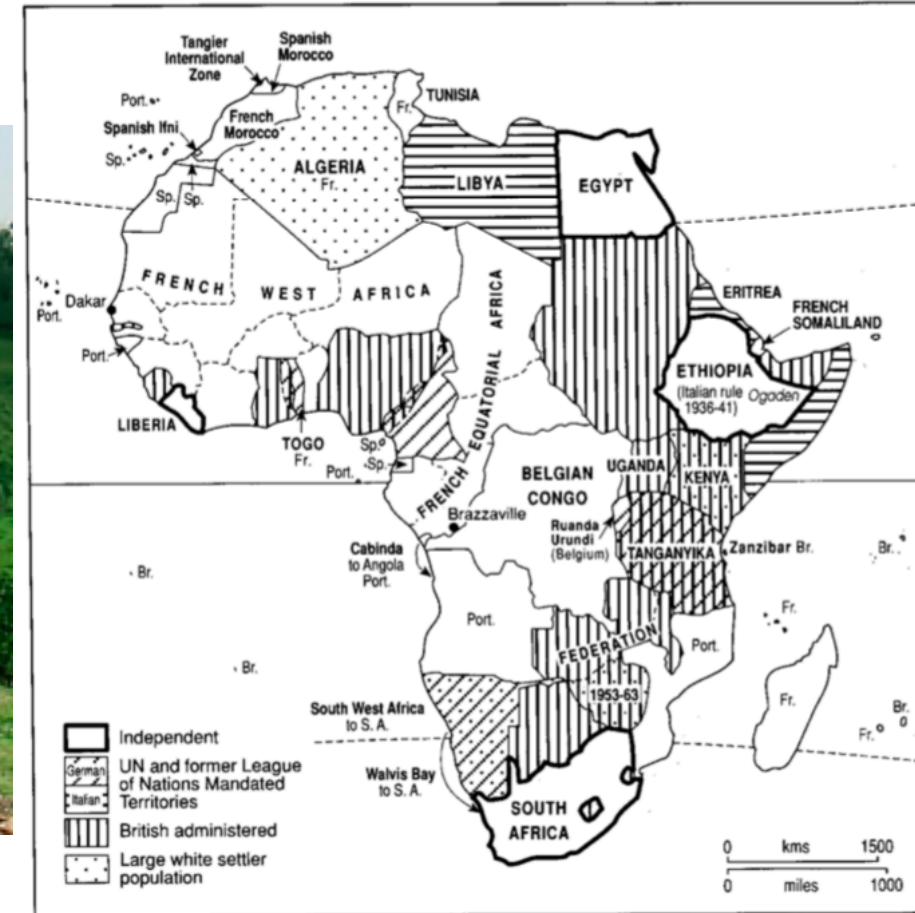 Tangier
International
Zone
Spanish
Morocco
Port.
French
Morocco
Fr.
TUNISIA
Spanish Ifni
Sp.
Sp.
Sp.
ALGERIA
Fr.
LIBYA
EGYPT
FRENCH WEST AFRICA
Dakar
Port.
Port.
LIBERIA
TOGO
Fr.
Sp.
Sp.
Port.
FRENCH EQUATORIAL AFRICA
ERITREA
FRENCH
SOMALILAND
ETHIOPIA
(Italian rule
1936-41)
Ogoden
UGANDA
KENYA
BELGIAN
CONGO
Brazzaville
Ruanda
Urundi
(Belgium)
TANGANYIKA
Zanzibar Br.
Br.
Cabinda
to Angola
Port.
Br.
Br.
Port.
FEDERATION
1953-63
Port.
Fr.
Fr.
Br.
Fr.
South West Africa
to S. A.
Walvis Bay
to S. A.
SOUTH
AFRICA
Independent
German
Italian
UN and former League
of Nations Mandated
Territories
British administered
Large white settler
population
0 kms 1500
0 miles 1000